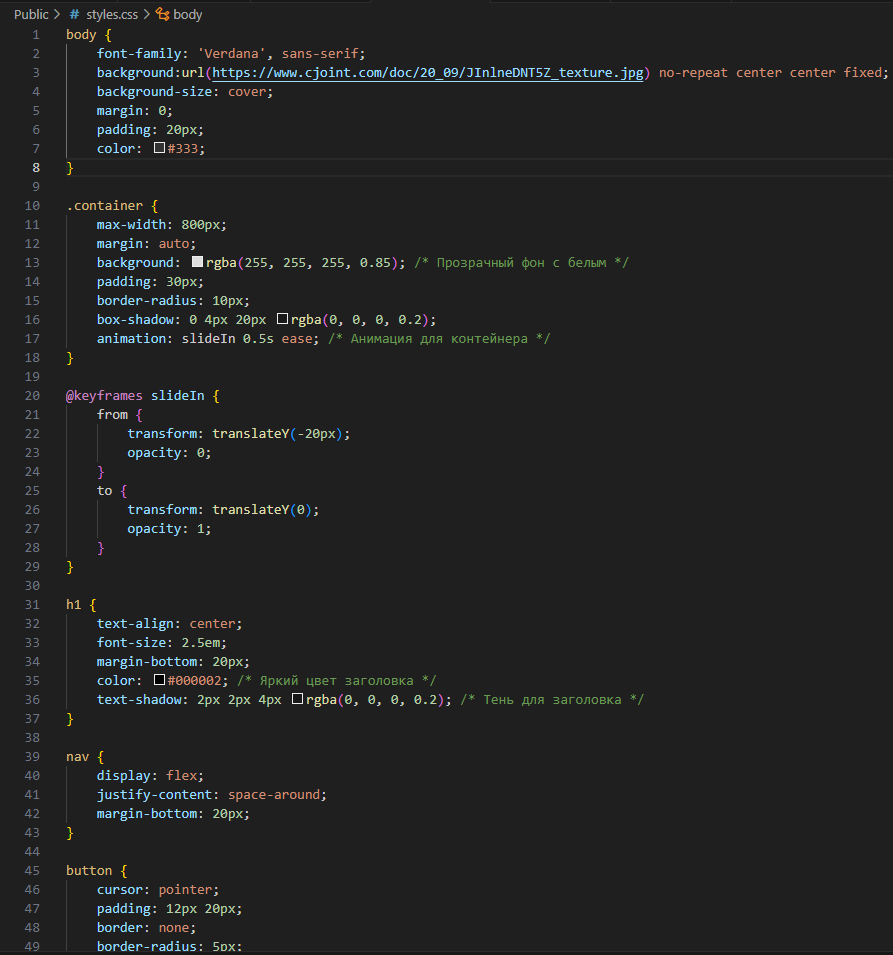 Public > # styles.css > body
1 body {
2 font-family: 'Verdana', sans-serif;
3 background:url(https://www.cjoint.com/doc/20_09/JInlneDNT5Z_texture.jpg) no-repeat center center fixed;
4 background-size: cover;
5 margin: 0;
6 padding: 20px;
7 color: #333;
8 }
9
10 .container {
11 max-width: 800px;
12 margin: auto;
13 background: rgba(255, 255, 255, 0.85); /* Прозрачный фон с белым */
14 padding: 30px;
15 border-radius: 10px;
16 box-shadow: 0 4px 20px rgba(0, 0, 0, 0.2);
17 animation: slideIn 0.5s ease; /* Анимация для контейнера */
18 }
19
20 @keyframes slideIn {
21 from {
22 transform: translateY(-20px);
23 opacity: 0;
24 }
25 to {
26 transform: translateY(0);
27 opacity: 1;
28 }
29 }
30
31 h1 {
32 text-align: center;
33 font-size: 2.5em;
34 margin-bottom: 20px;
35 color: #000002; /* Яркий цвет заголовка */
36 text-shadow: 2px 2px 4px rgba(0, 0, 0, 0.2); /* Тень для заголовка */
37 }
38
39 nav {
40 display: flex;
41 justify-content: space-around;
42 margin-bottom: 20px;
43 }
44
45 button {
46 cursor: pointer;
47 padding: 12px 20px;
48 border: none;
49 border-radius: 5px;